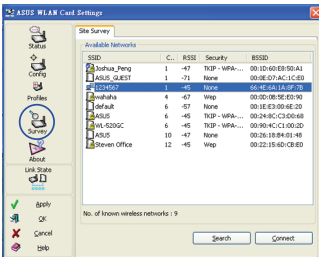 ASUS WLAN Card Settings
Status
Config
Profiles
Survey
About
Link State
Apply
OK
Cancel
Help
Site Survey
Available Networks
SSID C.. RSSI Security BSSID
Joshua_Peng 1 -47 TKIP - WPA-... 00:1D:60:E8:50:A1
ASUS_GUEST 1 -71 None 00:0E:D7:AC:1C:E0
1234567 1 -45 None 66:4E:6A:1A:8F:7B
wahaha 4 -67 Wep 00:0D:0B:5E:E0:90
default 6 -57 None 00:1E:E3:00:6E:20
ASUS 6 -45 TKIP - WPA-... 00:24:8C:C3:D0:68
WL-520GC 6 -45 TKIP - WPA-... 00:90:4C:C1:00:2D
ASUS 10 -47 None 00:26:18:84:01:48
Steven Office 12 -45 Wep 00:22:15:6D:CB:E0
No. of known wireless networks : 9
Search
Connect